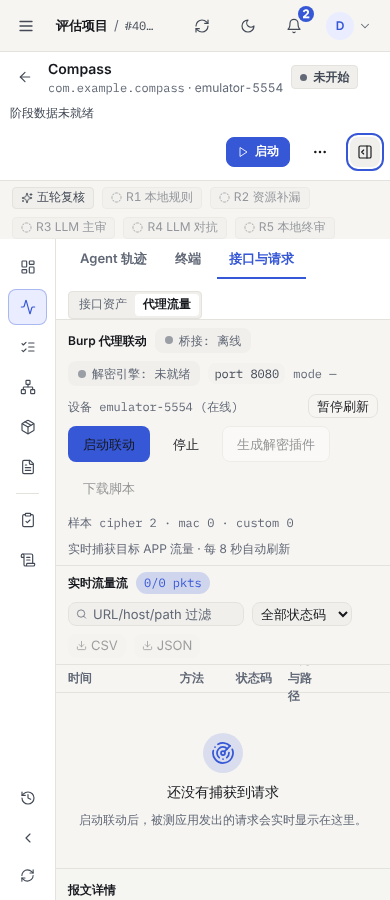 评估项目 / #40…
2
D
Compass
com.example.compass · emulator-5554
未开始
阶段数据未就绪
启动
五轮复核
R1 本地规则
R2 资源补漏
R3 LLM 主审
R4 LLM 对抗
R5 本地终审
Agent 轨迹
终端
接口与请求
接口资产
代理流量
Burp 代理联动
桥接: 离线
解密引擎: 未就绪
port 8080
mode —
设备 emulator-5554 (在线)
暂停刷新
启动联动
停止
生成解密插件
下载脚本
样本 cipher 2 · mac 0 · custom 0
实时捕获目标 APP 流量 · 每 8 秒自动刷新
实时流量流
0/0 pkts
URL/host/path 过滤
全部状态码
CSV
JSON
时间
方法
状态码
与路
径
还没有捕获到请求
启动联动后，被测应用发出的请求会实时显示在这里。
报文详情